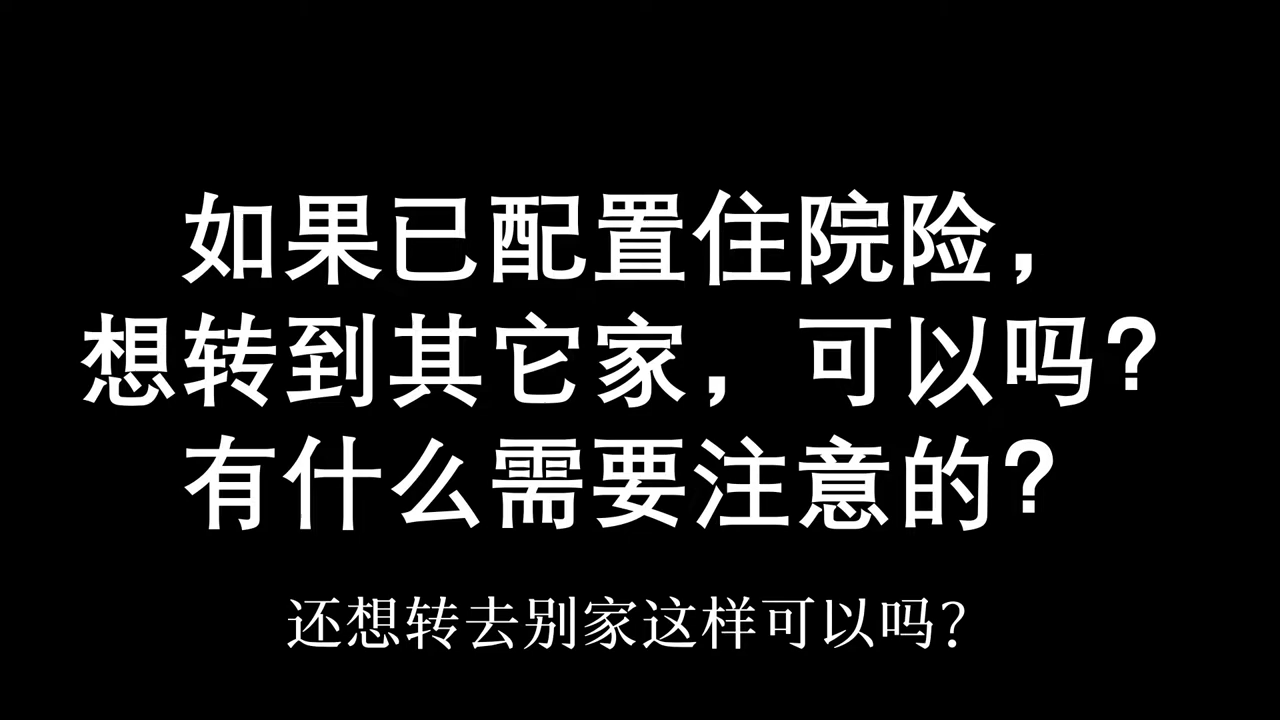 如果已配置住院险，
想转到其它家，可以吗？
有什么需要注意的？
还想转去别家这样可以吗？